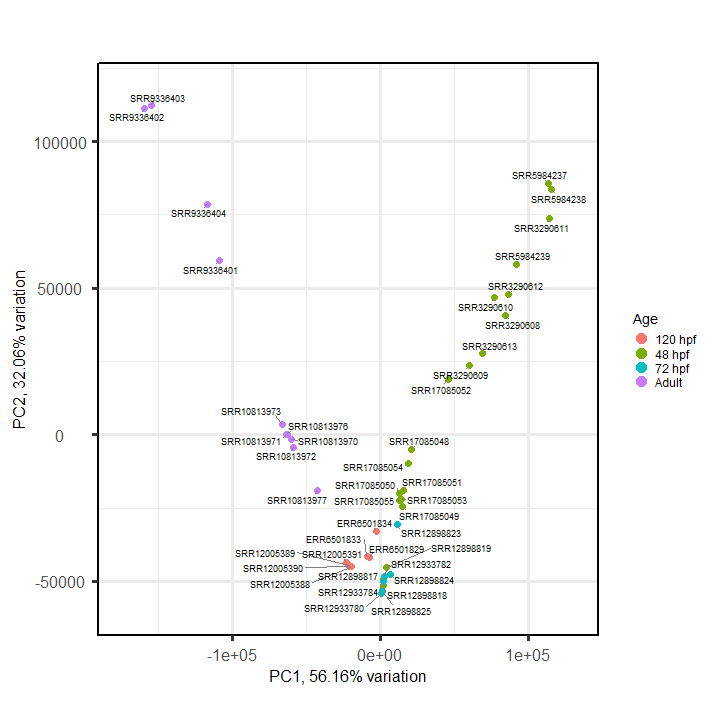 SRR9336403
SRR9336402
100000
SRR5984237
SRR5984238
SRR9336404
SRR3290611
SRR5984239
SRR9336401
50000
SRR3290612
SRR3290610
SRR3290608
SRR3290613
SRR3290609
SRR17085052
SRR10813973
SRR10813976
0
SRR10813971
SRR10813970
SRR17085048
SRR10813972
SRR17085054
SRR17085050
SRR17085051
SRR10813977
SRR17085055
SRR17085053
SRR17085049
ERR6501834
SRR12898823
ERR6501833
ERR6501829
SRR12898819
SRR12005389
SRR12005391
SRR12933782
SRR12005390
SRR12898817
SRR12898824
-50000
SRR12005388
SRR12933784
SRR12898818
SRR12933780
SRR12898825
-1e+05
0e+00
1e+05
PC1, 56.16% variation
PC2, 32.06% variation
Age
120 hpf
48 hpf
72 hpf
Adult